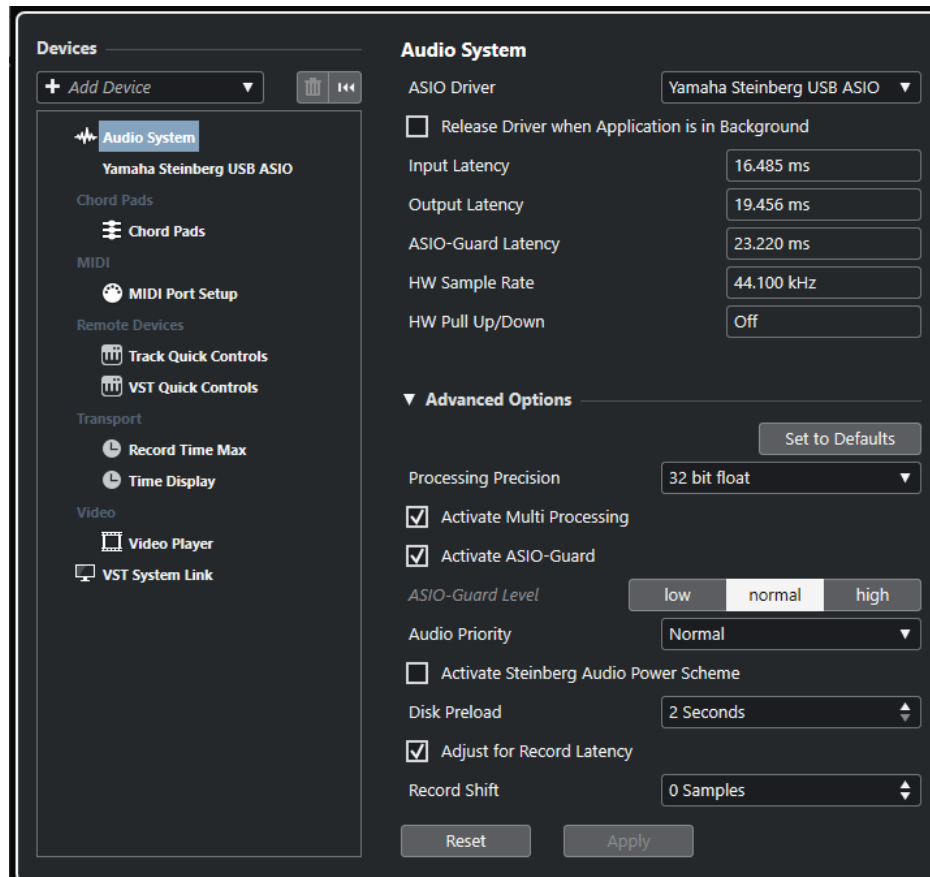 Devices
Add Device
Audio System
Yamaha Steinberg USB ASIO
Chord Pads
Chord Pads
MIDI
MIDI Port Setup
Remote Devices
Track Quick Controls
VST Quick Controls
Transport
Record Time Max
Time Display
Video
Video Player
VST System Link
Audio System
ASIO Driver Yamaha Steinberg USB ASIO
Release Driver when Application is in Background
Input Latency 16.485 ms
Output Latency 19.456 ms
ASIO-Guard Latency 23.220 ms
HW Sample Rate 44.100 kHz
HW Pull Up/Down Off
Advanced Options
Set to Defaults
Processing Precision 32 bit float
Activate Multi Processing
Activate ASIO-Guard
ASIO-Guard Level low normal high
Audio Priority Normal
Activate Steinberg Audio Power Scheme
Disk Preload 2 Seconds
Adjust for Record Latency
Record Shift 0 Samples
Reset Apply